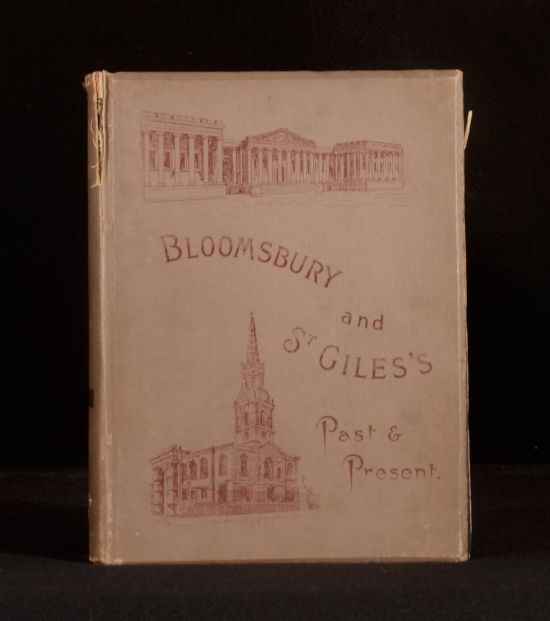 BLOOMSBURY
and
ST GILES'S
Past &
Present.